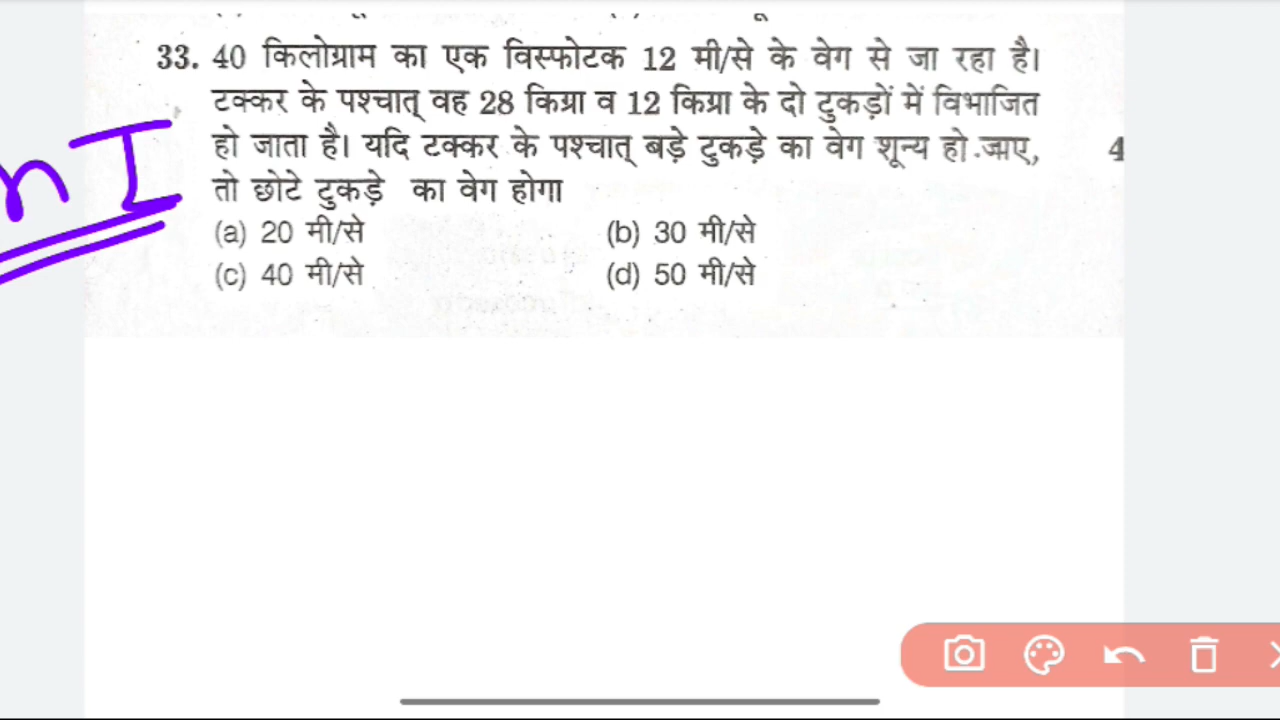 33. 40 किलोग्राम का एक विस्फोटक 12 मी/से के वेग से जा रहा है।
टक्कर के पश्चात् वह 28 किग्रा व 12 किग्रा के दो टुकड़ों में विभाजित
हो जाता है। यदि टक्कर के पश्चात् बड़े टुकड़े का वेग शून्य हो जाए,
तो छोटे टुकड़े का वेग होगा
(a) 20 मी/से (b) 30 मी/से
(c) 40 मी/से (d) 50 मी/से
4
n I